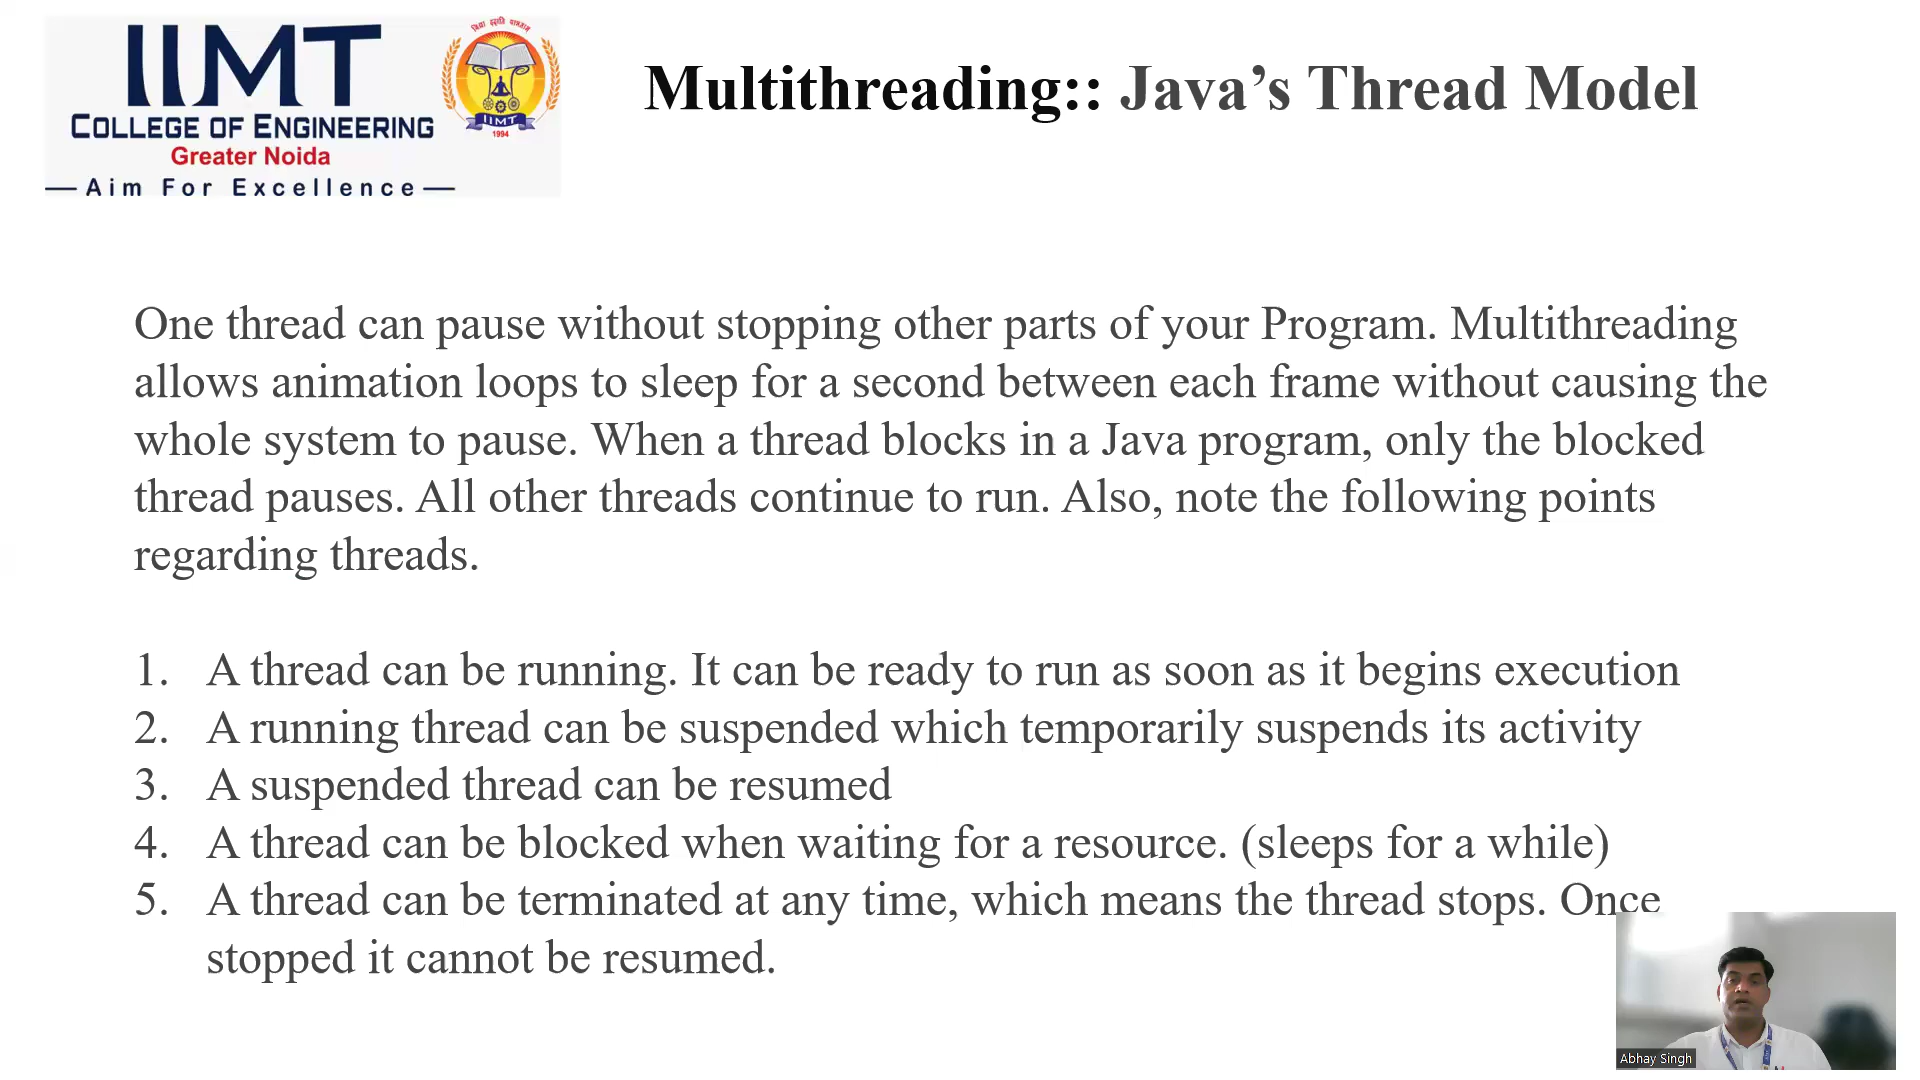 IIMT
COLLEGE OF ENGINEERING
Greater Noida
Aim For Excellence
IIMT
1994
Multithreading:: Java’s Thread Model
One thread can pause without stopping other parts of your Program. Multithreading
allows animation loops to sleep for a second between each frame without causing the
whole system to pause. When a thread blocks in a Java program, only the blocked
thread pauses. All other threads continue to run. Also, note the following points
regarding threads.
1. A thread can be running. It can be ready to run as soon as it begins execution
2. A running thread can be suspended which temporarily suspends its activity
3. A suspended thread can be resumed
4. A thread can be blocked when waiting for a resource. (sleeps for a while)
5. A thread can be terminated at any time, which means the thread stops. Once
stopped it cannot be resumed.
Abhay Singh